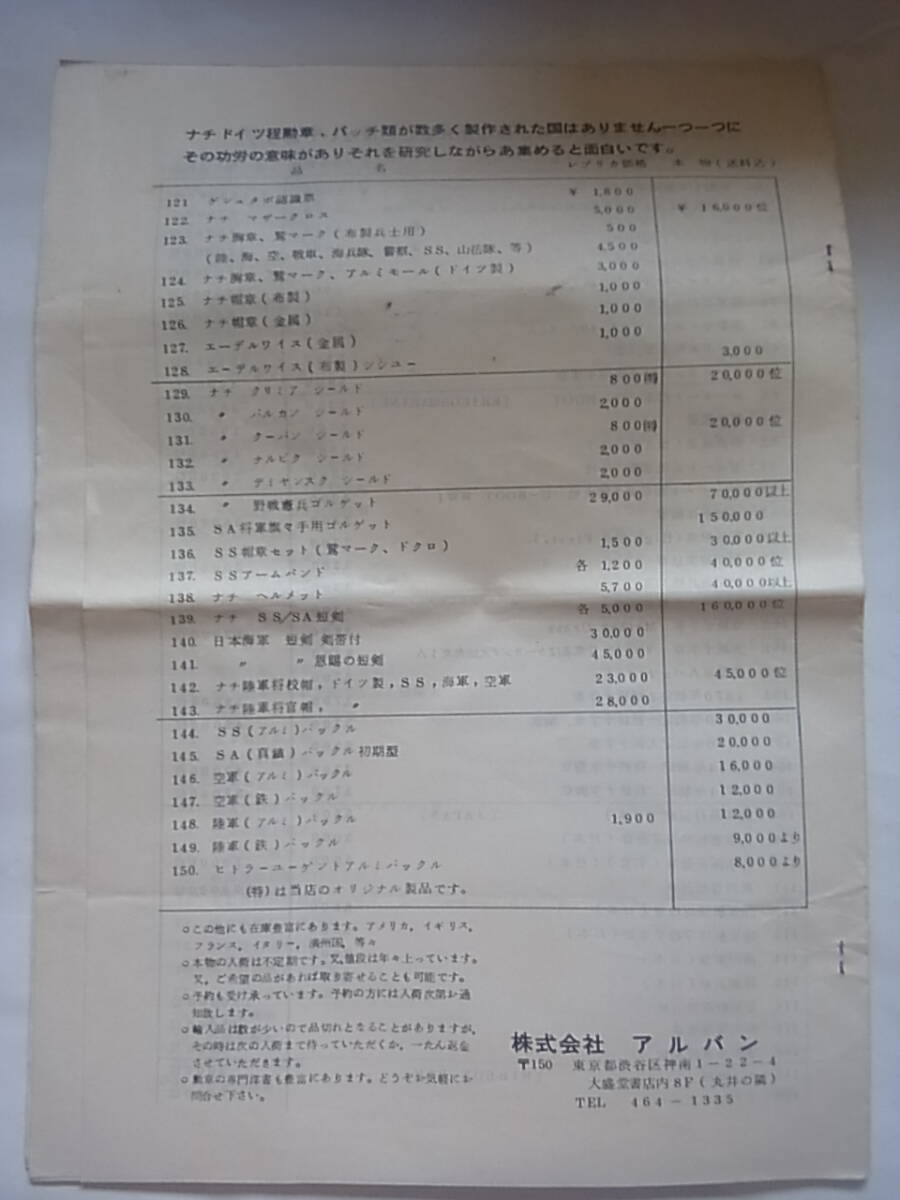 ナチドイツ程勲章、バッチ類が数多く製作された国はありません一つ一つに
その功労の意味がありそれを研究しながらあ集めると面白いです。
品 名 レプリカ価格 本 物(送料込)
121 ゲシュタポ認識票 ¥ 1,800
122. ナチ マザークロス 5,000 ¥ 16,000位
123. ナチ胸章、鷲マーク(布製兵士用) 500
(陸、海、空、戦車、海兵隊、警察、SS、山岳隊、等) 4,500
124. ナチ胸章、鷲マーク、アルミモール(ドイツ製) 3,000
125. ナチ帽章(布製) 1,000
126. ナチ帽章(金属) 1,000
127. エーデルワイス(金属) 1,000
128. エーデルワイス(布製)シシュー 3,000
129. ナチ クリミア シールド 800㈵ 20,000位
130. 〃 バルカン シールド 2,000
131. 〃 クーバン シールド 800㈵ 20,000位
132. 〃 ナルビク シールド 2,000
133. 〃 デミヤンスク シールド 2,000
134. 〃 野戦憲兵ゴルゲット 29,000 70,000以上
135. SA将軍旗々手用ゴルゲット 150,000
136. SS帽章セット(鷲マーク、ドクロ) 1,500 30,000以上
137. SSアームバンド 各 1,200 40,000位
138. ナチ ヘルメット 5,700 40,000以上
139. ナチ SS/SA短剣 各 5,000 160,000位
140. 日本海軍 短剣 剣帯付 30,000
141. 〃 〃恩賜の短剣 45,000
142. ナチ陸軍将校帽,ドイツ製,SS,海軍,空軍 23,000 45,000位
143. ナチ陸軍将官帽, 〃 28,000
144. SS(アルミ)バックル 30,000
145. SA(真鍮)バックル初期型 20,000
146. 空軍(アルミ)バックル 16,000
147. 空軍(鉄)バックル 12,000
148. 陸軍(アルミ)バックル 1,900 12,000
149. 陸軍(鉄)バックル 9,000より
150. ヒトラーユーゲントアルミバックル 8,000より
(特)は当店のオリジナル製品です。
○この他にも在庫豊富にあります。アメリカ,イギリス,
フランス,イタリー,満州国,等々
○本物の入荷は不定期です。又,値段は年々上っています。
又,ご希望の品があれば取り寄せることも可能です。
○予約も受け承っています。予約の方には入荷次第お通
知致します。
○輸入品は数が少いので品切れとなることがありますが,
その時は次の入荷まで待っていただくか,一たん返金
させていただきます。
○勲章の専門洋書も豊富にあります。どうぞお気軽にお
問合せ下さい。
株式会社 アルバン
〒150 東京都渋谷区神南1-22-4
大盛堂書店内8F(丸井の隣)
TEL 464-1335